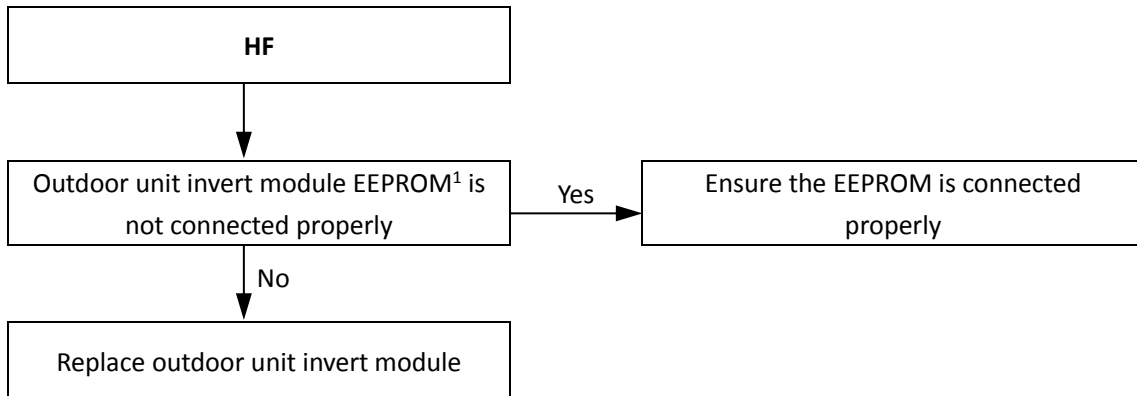 HF
Outdoor unit invert module EEPROM¹ is
not connected properly
Yes
Ensure the EEPROM is connected
properly
No
Replace outdoor unit invert module